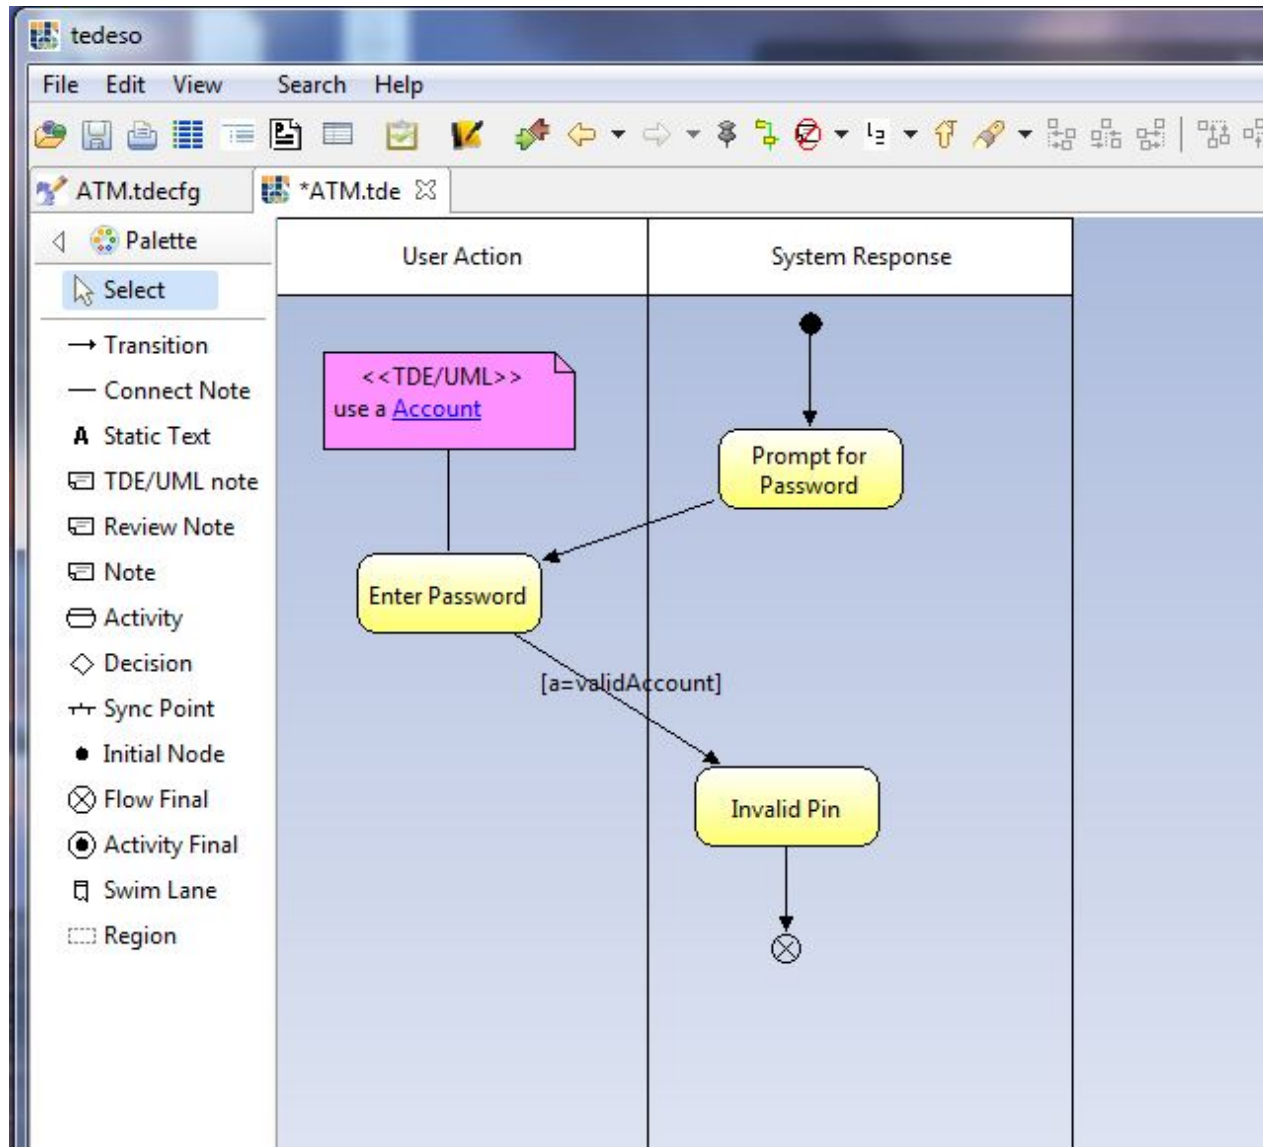 tedeso
File Edit View Search Help
ATM.tdecfg *ATM.tde
Palette
Select
Transition
Connect Note
A Static Text
TDE/UML note
Review Note
Note
Activity
Decision
Sync Point
Initial Node
Flow Final
Activity Final
Swim Lane
Region
User Action System Response
<<TDE/UML>>
use a Account
Prompt for
Password
Enter Password
[a=validAccount]
Invalid Pin